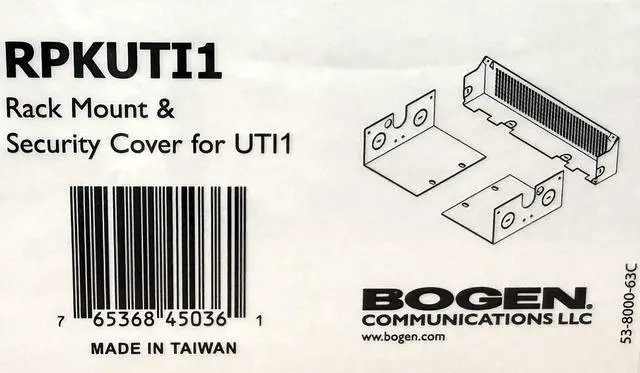 RPKUTI1
Rack Mount &
Security Cover for UTI1
7 65368 45036 1
MADE IN TAIWAN
BOGEN.
COMMUNICATIONS LLC
ww.bogen.com
53-8000-63C